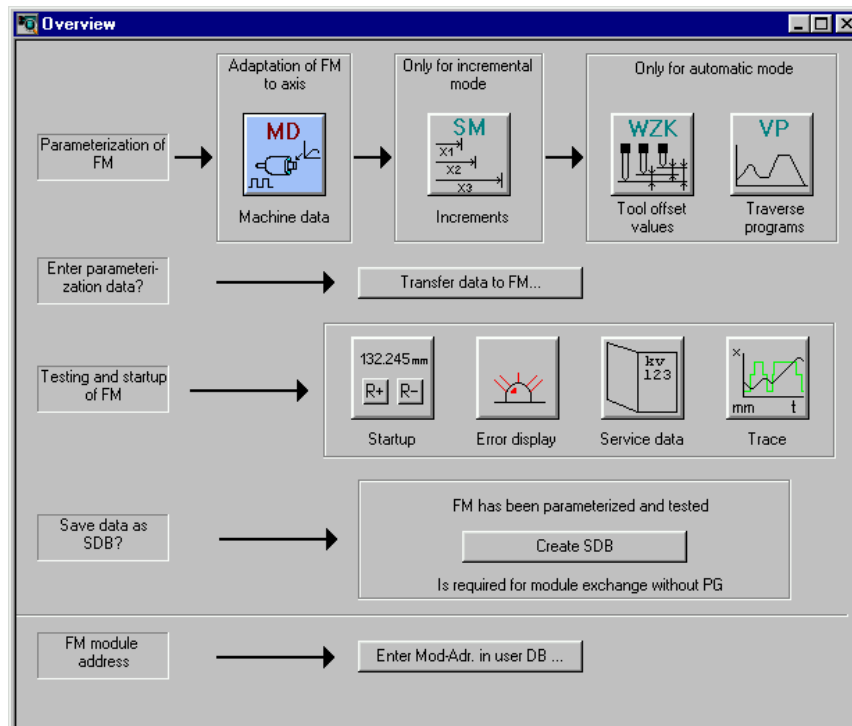 Overview
Adaptation of FM
to axis
Only for incremental
mode
Only for automatic mode
Parameterization of
FM
MD
SM
X1
X2
X3
WZK
VP
Machine data
Increments
Tool offset
values
Traverse
programs
Enter parameteri-
zation data?
Transfer data to FM...
Testing and startup
of FM
132.245 mm
R+ R-
kv
123
x
mm t
Startup
Error display
Service data
Trace
Save data as
SDB?
FM has been parameterized and tested
Create SDB
Is required for module exchange without PG
FM module
address
Enter Mod-Adr. in user DB ...